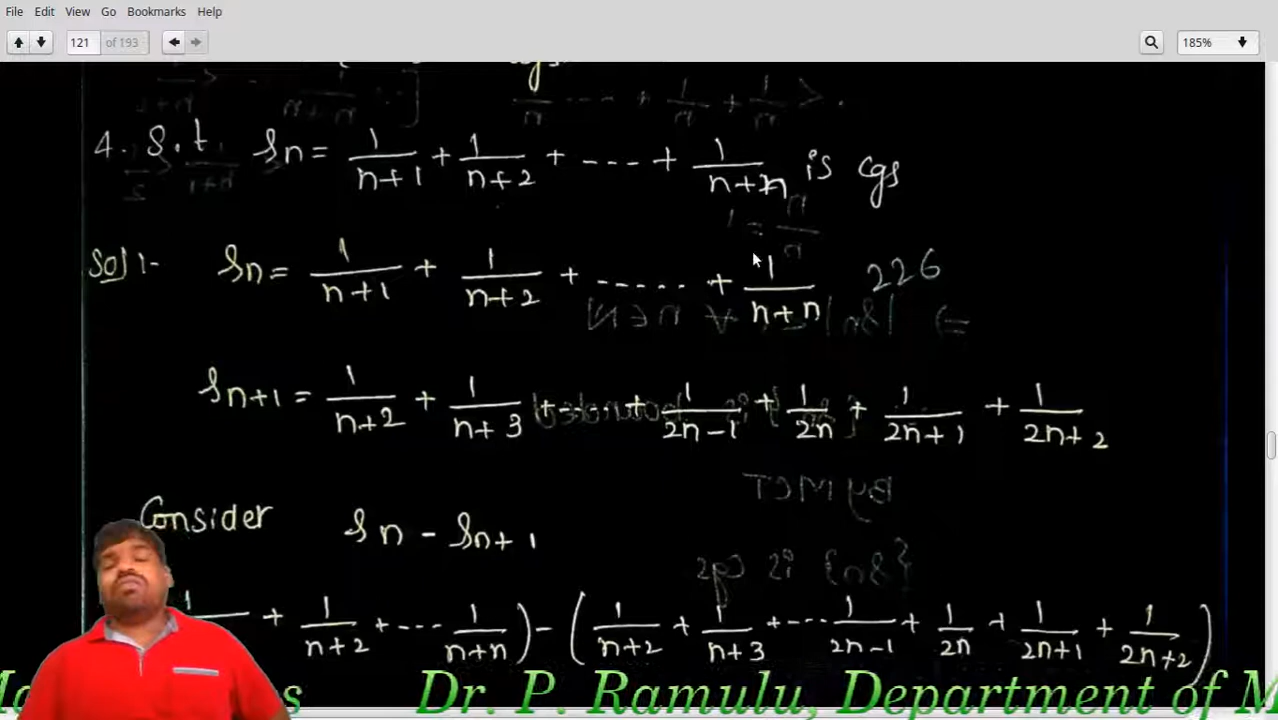 File Edit View Go Bookmarks Help
121 of 193 185%
4. S.t Sn = 1/(n+1) + 1/(n+2) + ---- + 1/(n+n) is cgs
Sol:- Sn = 1/(n+1) + 1/(n+2) + ...... + 1/(n+n) 226
Sn+1 = 1/(n+2) + 1/(n+3) + --- + 1/(2n-1) + 1/2n + 1/(2n+1) + 1/(2n+2)
Consider Sn - Sn+1
+ 1/(n+2) + --- 1/(n+n)) - (1/(n+2) + 1/(n+3) + --- 1/(2n-1) + 1/2n + 1/(2n+1) + 1/(2n+2))
Dr. P. Ramulu, Department of M